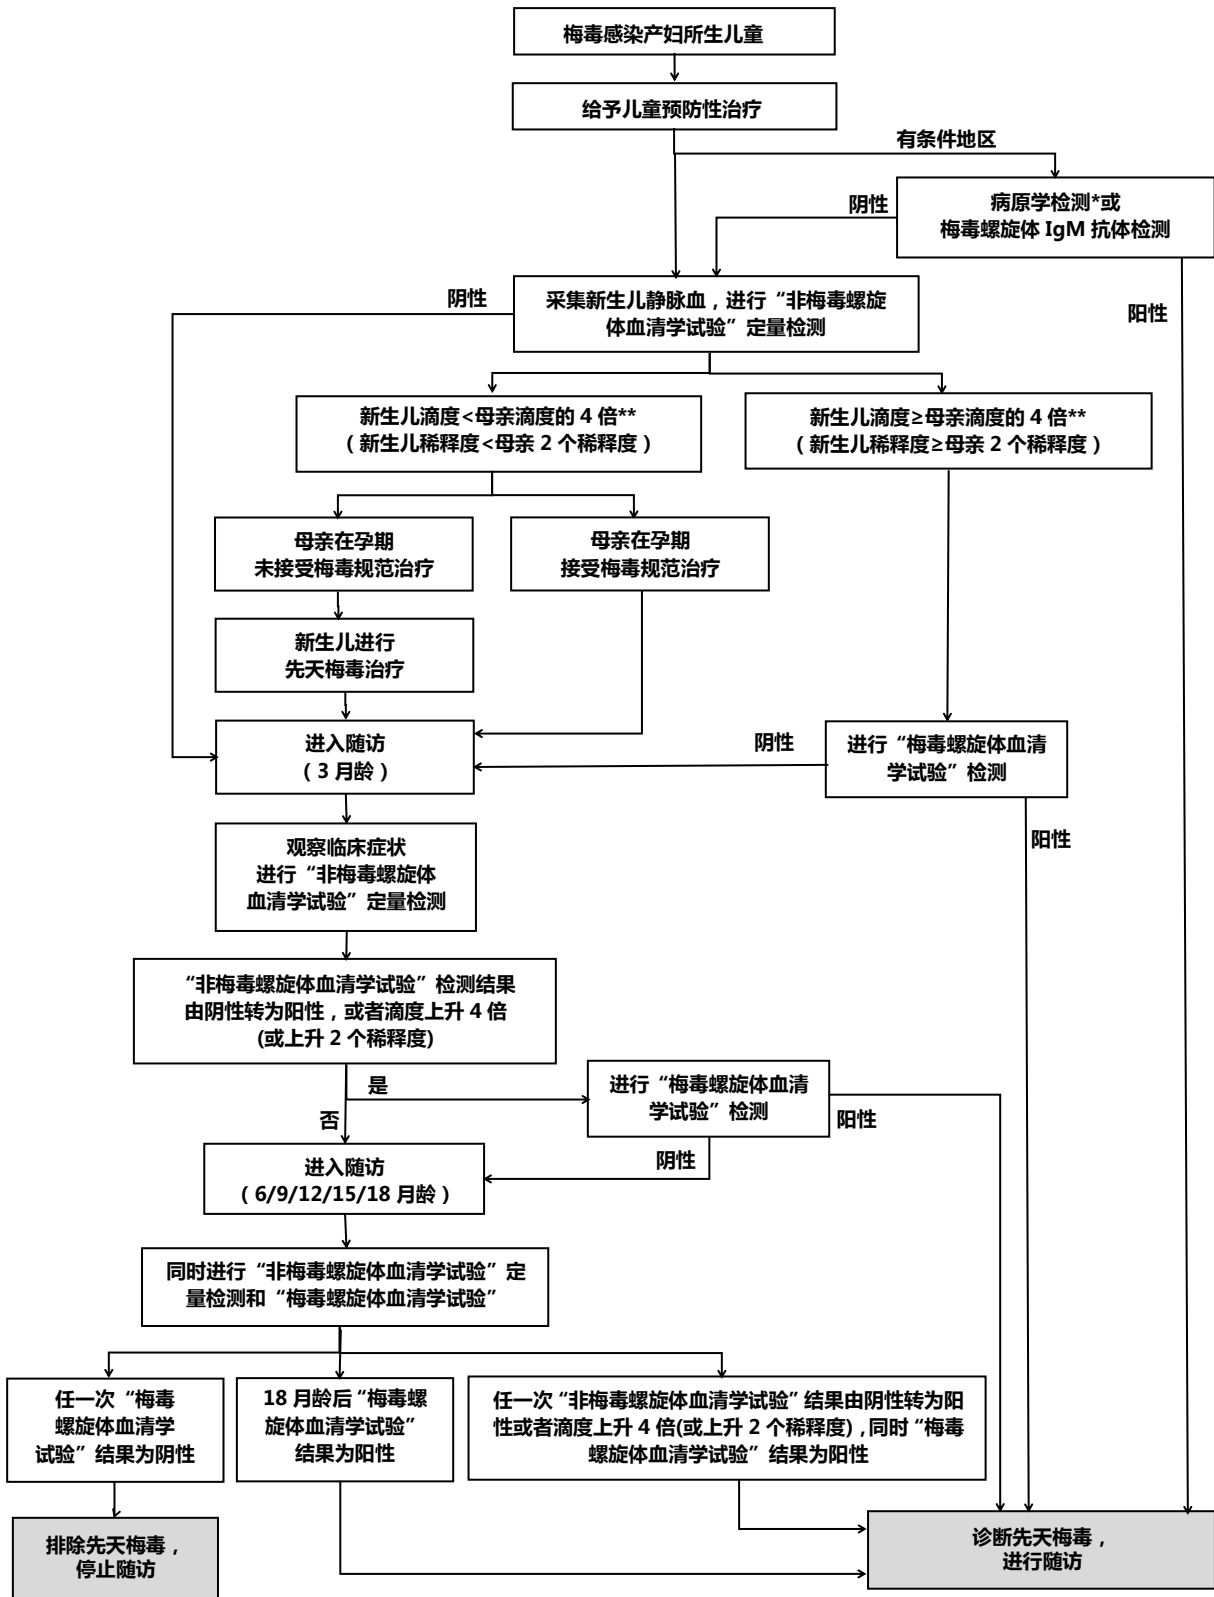 梅毒感染产妇所生儿童
给予儿童预防性治疗
有条件地区
病原学检测*或
梅毒螺旋体 IgM 抗体检测
阴性
阳性
采集新生儿静脉血，进行“非梅毒螺旋
体血清学试验”定量检测
阴性
新生儿滴度<母亲滴度的 4 倍**
（新生儿稀释度<母亲 2 个稀释度）
新生儿滴度≥母亲滴度的 4 倍**
（新生儿稀释度≥母亲 2 个稀释度）
母亲在孕期
未接受梅毒规范治疗
母亲在孕期
接受梅毒规范治疗
新生儿进行
先天梅毒治疗
进入随访
（3 月龄）
阴性
进行“梅毒螺旋体血清
学试验”检测
阳性
观察临床症状
进行“非梅毒螺旋体
血清学试验”定量检测
“非梅毒螺旋体血清学试验”检测结果
由阴性转为阳性，或者滴度上升 4 倍
(或上升 2 个稀释度)
是
否
进行“梅毒螺旋体血清
学试验”检测
阳性
阴性
进入随访
（6/9/12/15/18 月龄）
同时进行“非梅毒螺旋体血清学试验”定
量检测和“梅毒螺旋体血清学试验”
任一次“梅毒
螺旋体血清学
试验”结果为阴性
18 月龄后“梅毒螺
旋体血清学试验”
结果为阳性
任一次“非梅毒螺旋体血清学试验”结果由阴性转为阳
性或者滴度上升 4 倍(或上升 2 个稀释度)，同时“梅毒
螺旋体血清学试验”结果为阳性
排除先天梅毒，
停止随访
诊断先天梅毒，
进行随访